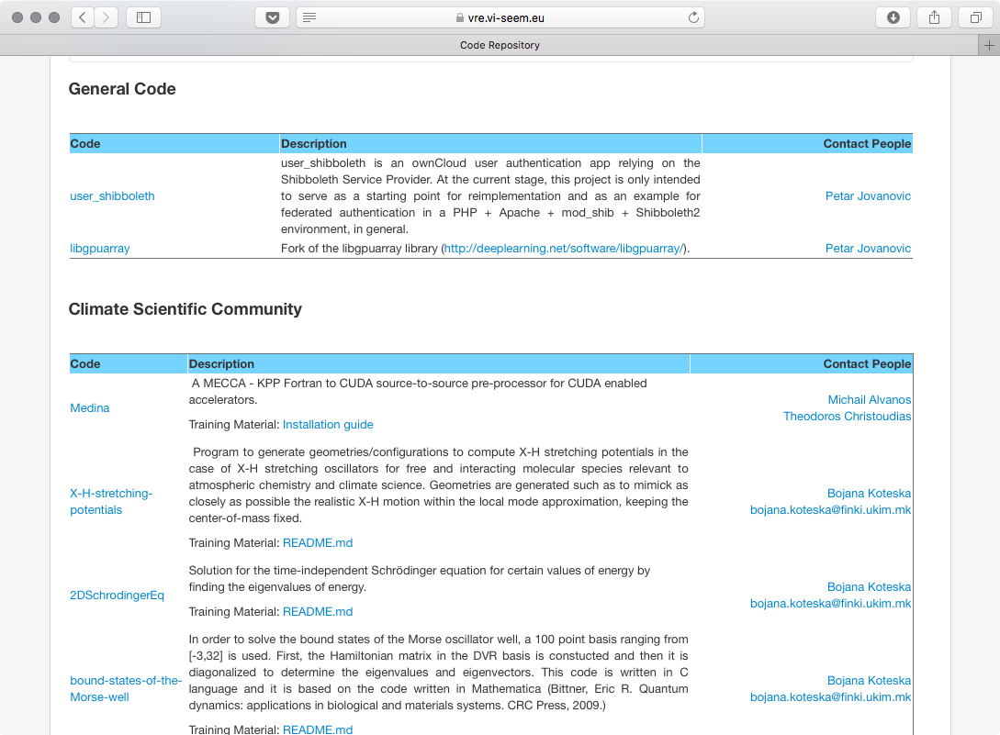 vre.vi-seem.eu
Code Repository
General Code
Code Description Contact People
user_shibboleth is an ownCloud user authentication app relying on the
Shibboleth Service Provider. At the current stage, this project is only intended
user_shibboleth to serve as a starting point for reimplementation and as an example for Petar Jovanovic
federated authentication in a PHP + Apache + mod_shib + Shibboleth2
environment, in general.
libgpuarray Fork of the libgpuarray library (http://deeplearning.net/software/libgpuarray/). Petar Jovanovic
Climate Scientific Community
Code Description Contact People
A MECCA - KPP Fortran to CUDA source-to-source pre-processor for CUDA enabled
accelerators.
Michail Alvanos
Medina
Theodoros Christoudias
Training Material: Installation guide
Program to generate geometries/configurations to compute X-H stretching potentials in the
case of X-H stretching oscillators for free and interacting molecular species relevant to
atmospheric chemistry and climate science. Geometries are generated such as to mimick as
X-H-stretching- Bojana Koteska
closely as possible the realistic X-H motion within the local mode approximation, keeping the
potentials bojana.koteska@finki.ukim.mk
center-of-mass fixed.
Training Material: README.md
Solution for the time-independent Schrödinger equation for certain values of energy by
finding the eigenvalues of energy. Bojana Koteska
2DSchrodingerEq
bojana.koteska@finki.ukim.mk
Training Material: README.md
In order to solve the bound states of the Morse oscillator well, a 100 point basis ranging from
[-3,32] is used. First, the Hamiltonian matrix in the DVR basis is constucted and then it is
diagonalized to determine the eigenvalues and eigenvectors. This code is written in C
bound-states-of-the- Bojana Koteska
language and it is based on the code written in Mathematica (Bittner, Eric R. Quantum
Morse-well bojana.koteska@finki.ukim.mk
dynamics: applications in biological and materials systems. CRC Press, 2009.)
Training Material: README.md